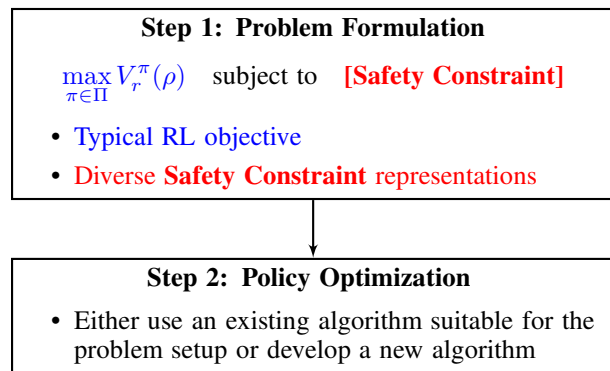 Step 1: Problem Formulation
max_{π∈Π} V_r^π(ρ) subject to [Safety Constraint]
• Typical RL objective
• Diverse Safety Constraint representations
Step 2: Policy Optimization
• Either use an existing algorithm suitable for the
problem setup or develop a new algorithm